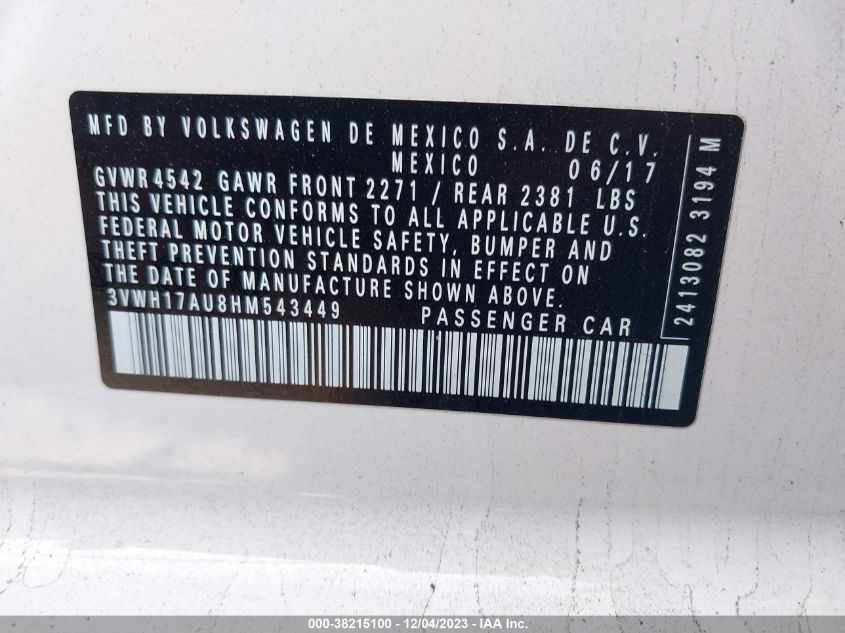 MFD BY VOLKSWAGEN DE MEXICO S.A. DE C.V.
MEXICO 06/17
GVWR 4542 GAWR FRONT 2271 / REAR 2381 LBS
THIS VEHICLE CONFORMS TO ALL APPLICABLE U.S.
FEDERAL MOTOR VEHICLE SAFETY, BUMPER AND
THEFT PREVENTION STANDARDS IN EFFECT ON
THE DATE OF MANUFACTURE SHOWN ABOVE.
3VWH17AU8HM543449 PASSENGER CAR
2413082 3194 M
000-38215100 - 12/04/2023 - IAA, Inc.